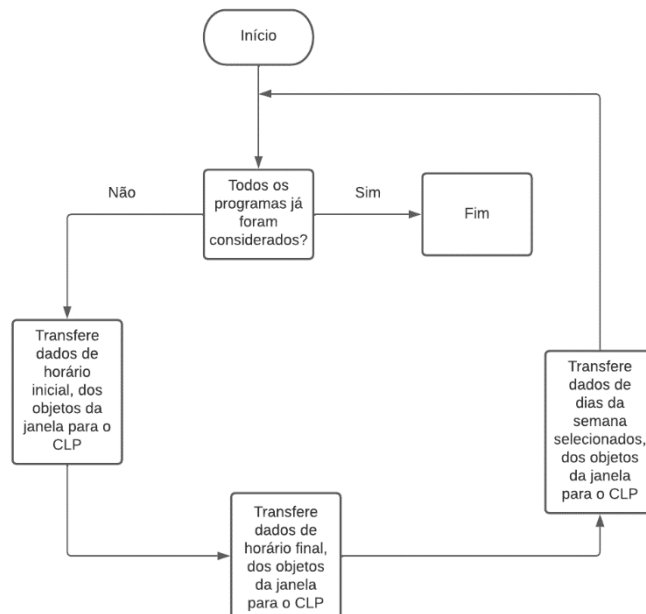 Início
Todos os
programas já
foram
considerados?
Não
Sim
Fim
Transfere
dados de
horário
inicial, dos
objetos da
janela para o
CLP
Transfere
dados de
horário final,
dos objetos
da janela
para o CLP
Transfere
dados de
dias da
semana
selecionados,
dos objetos
da janela
para o CLP